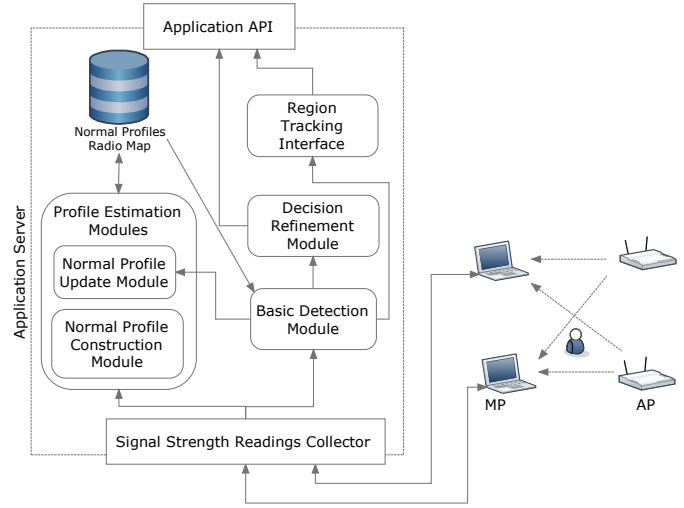 Application API
Normal Profiles
Radio Map
Region
Tracking
Interface
Application Server
Profile Estimation
Modules
Decision
Refinement
Module
Normal Profile
Update Module
Basic Detection
Module
Normal Profile
Construction
Module
MP
AP
Signal Strength Readings Collector